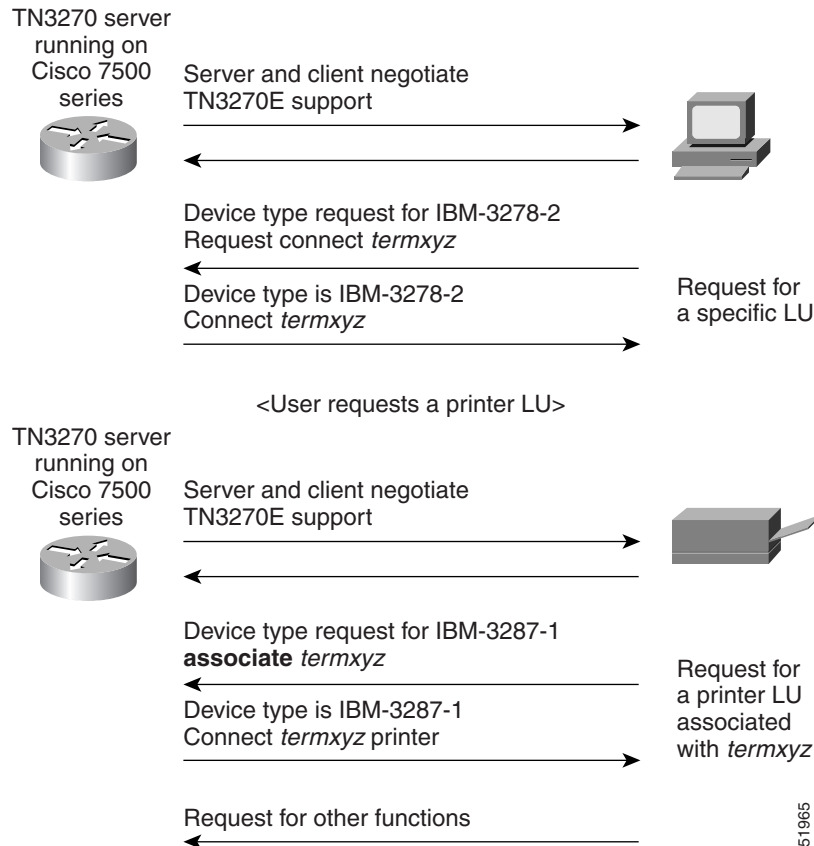 TN3270 server
running on
Cisco 7500
series
Server and client negotiate
TN3270E support
Device type request for IBM-3278-2
Request connect termxyz
Device type is IBM-3278-2
Connect termxyz
Request for
a specific LU
<User requests a printer LU>
TN3270 server
running on
Cisco 7500
series
Server and client negotiate
TN3270E support
Device type request for IBM-3287-1
associate termxyz
Device type is IBM-3287-1
Connect termxyz printer
Request for
a printer LU
associated
with termxyz
Request for other functions
51965